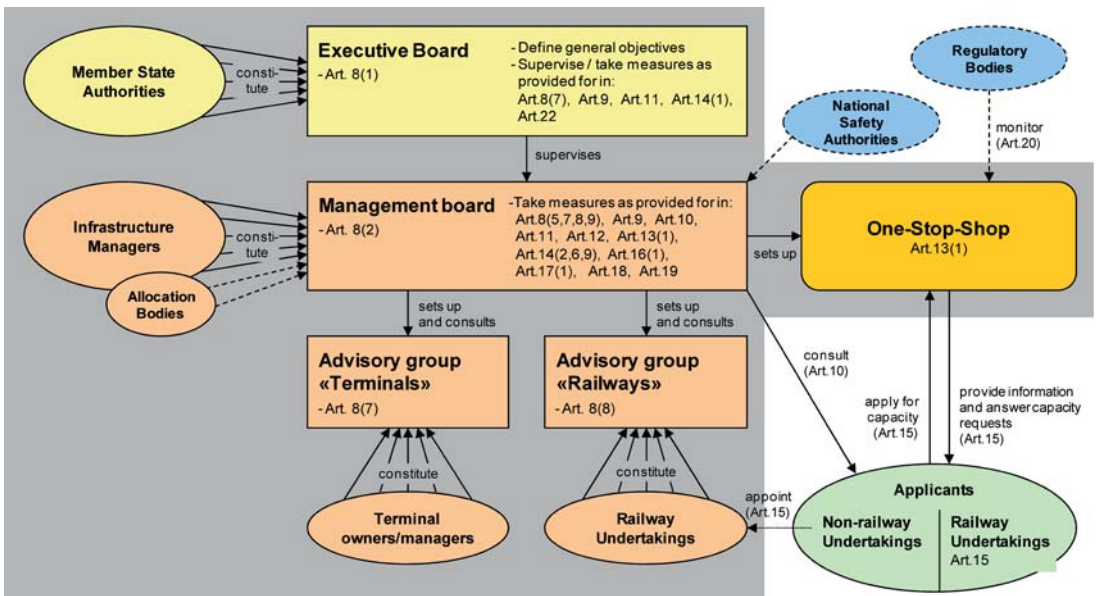 Member State
Authorities
consti-
tute
Executive Board
- Art. 8(1)
- Define general objectives
- Supervise / take measures as
provided for in:
Art.8(7), Art.9, Art.11, Art.14(1),
Art.22
Regulatory
Bodies
National
Safety
Authorities
monitor
(Art.20)
supervises
Infrastructure
Managers
consti-
tute
Allocation
Bodies
Management board
- Art. 8(2)
- Take measures as provided for in:
Art.8(5,7,8,9), Art.9, Art.10,
Art.11, Art.12, Art.13(1),
Art.14(2,6,9), Art.16(1),
Art.17(1), Art.18, Art.19
sets up
One-Stop-Shop
Art.13(1)
sets up
and consults
sets up
and consults
Advisory group
«Terminals»
- Art. 8(7)
Advisory group
«Railways»
- Art. 8(8)
consult
(Art.10)
apply for
capacity
(Art.15)
provide information
and answer capacity
requests
(Art.15)
constitute
constitute
Terminal
owners/managers
Railway
Undertakings
appoint
(Art.15)
Applicants
Non-railway
Undertakings
Railway
Undertakings
Art.15